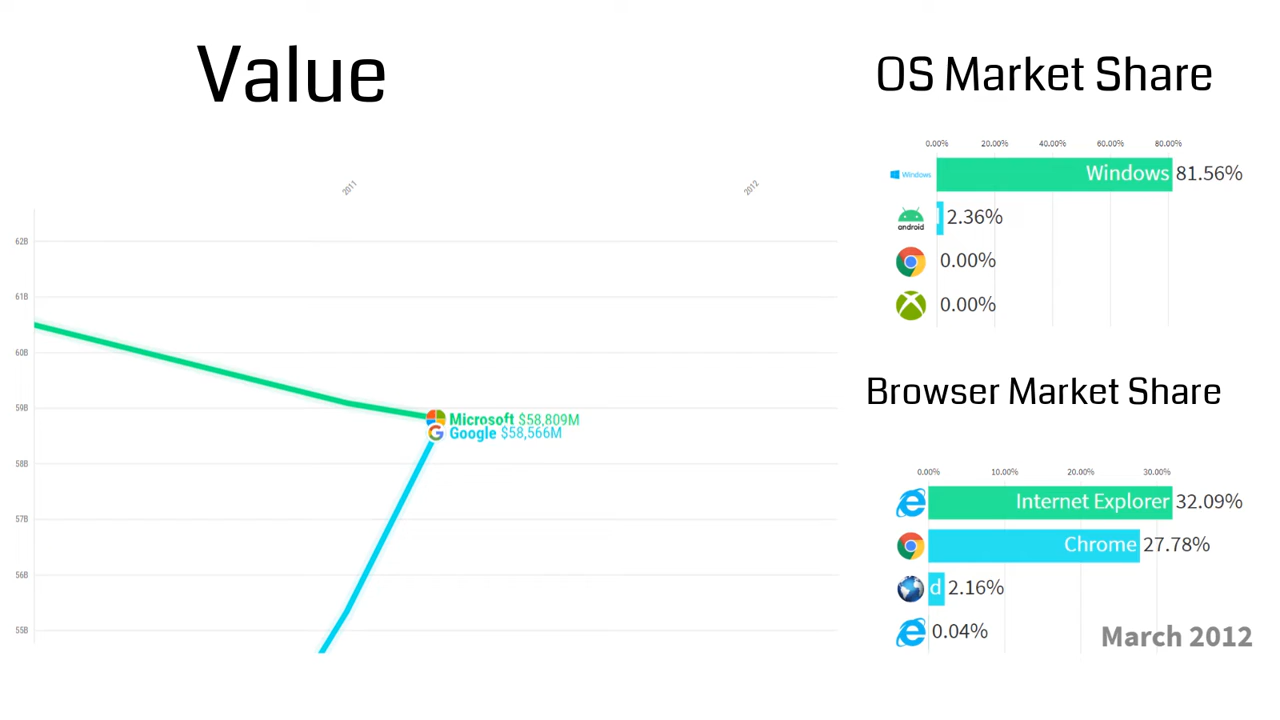 Value
2011
2012
62B
61B
60B
59B
58B
57B
56B
55B
Microsoft $58,809M
Google $58,566M
OS Market Share
0.00% 20.00% 40.00% 60.00% 80.00%
Windows Windows 81.56%
android 2.36%
0.00%
0.00%
Browser Market Share
0.00% 10.00% 20.00% 30.00%
Internet Explorer 32.09%
Chrome 27.78%
d 2.16%
0.04%
March 2012